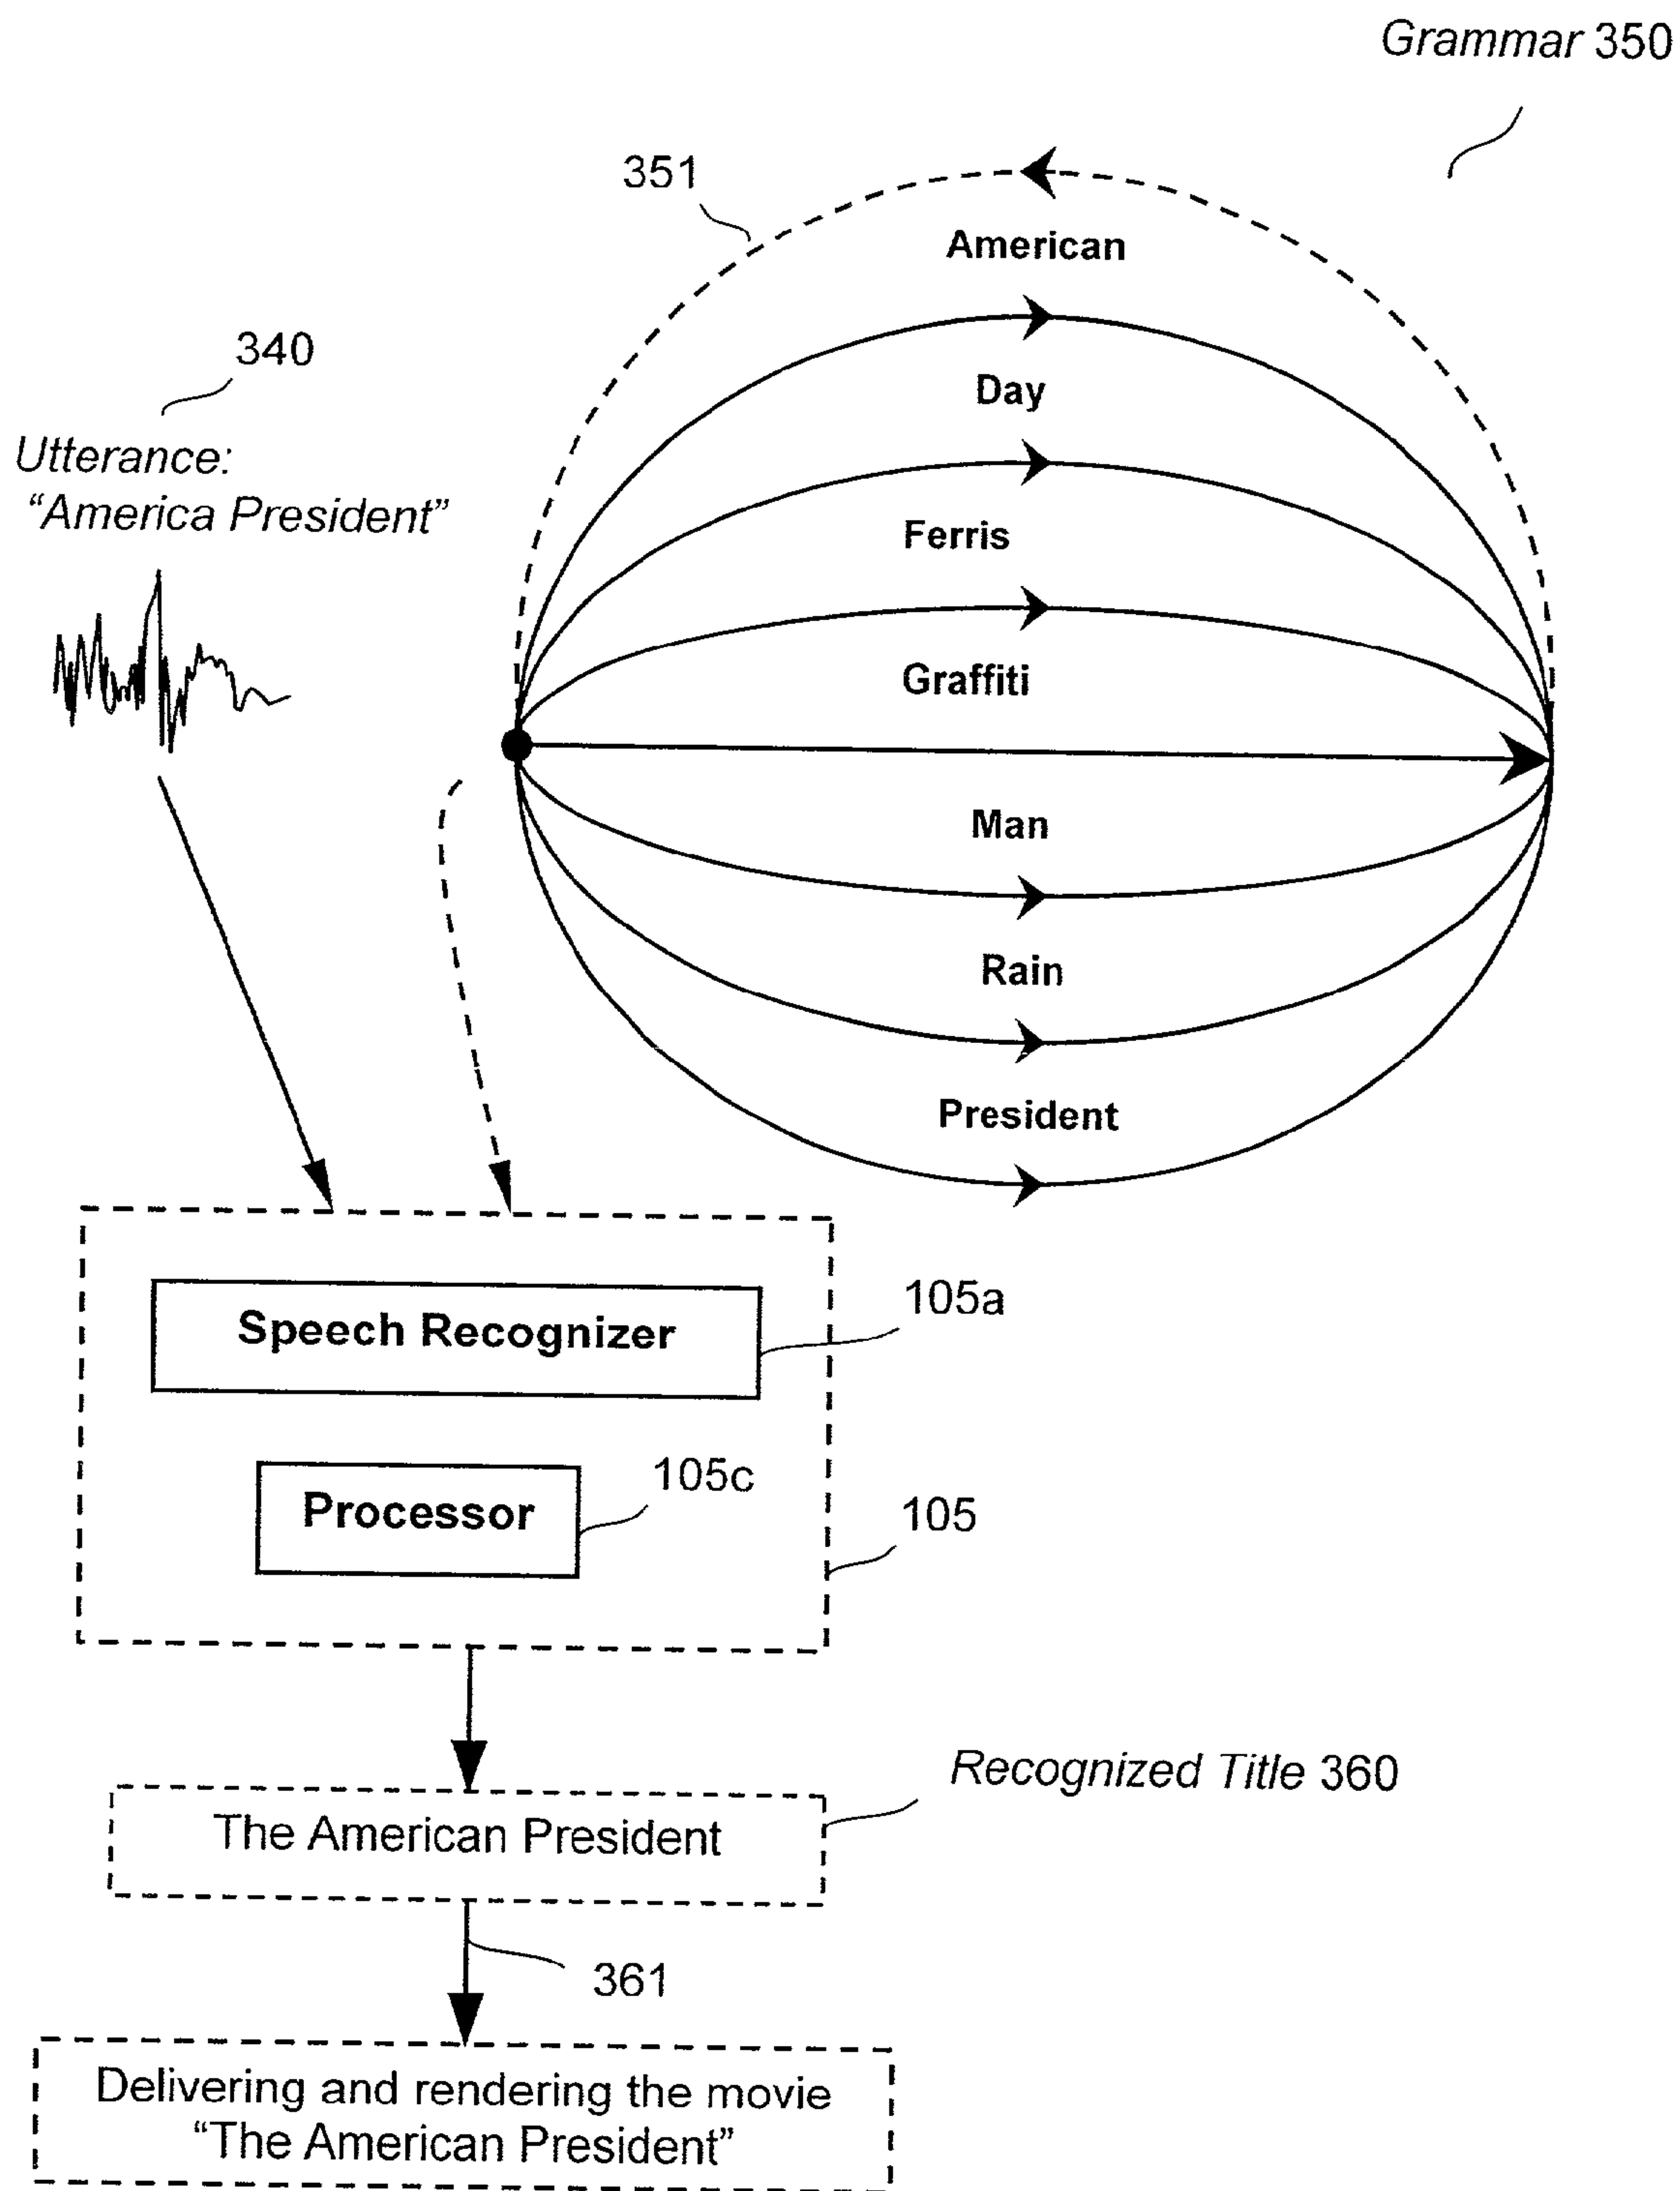 Grammar 350
351
American
340
Day
Utterance:
“America President”
Ferris
Graffiti
Man
Rain
President
105a
Speech Recognizer
105c
Processor
105
Recognized Title 360
The American President
361
Delivering and rendering the movie
“The American President”